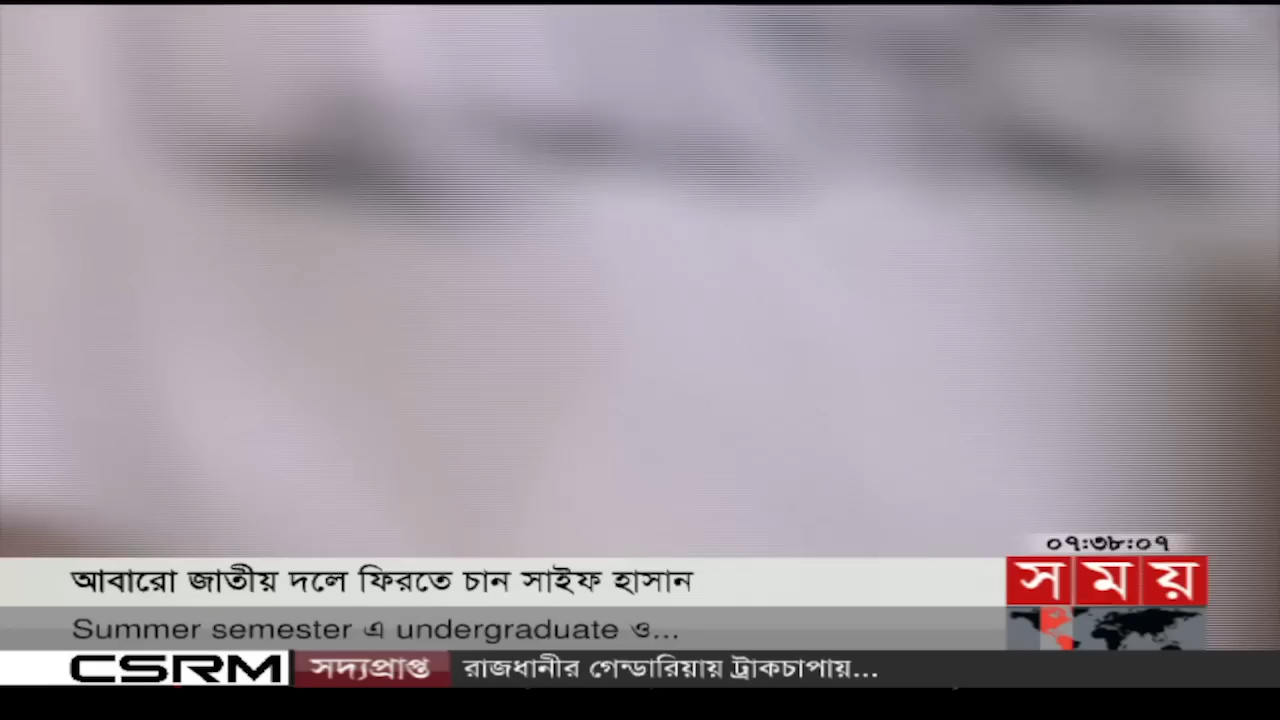 ০৭:৩৮:০৭
আবারো জাতীয় দলে ফিরতে চান সাইফ হাসান
সময়
Summer semester এ undergraduate ও...
CSRM সদ্যপ্রাপ্ত রাজধানীর গেন্ডারিয়ায় ট্রাকচাপায়...